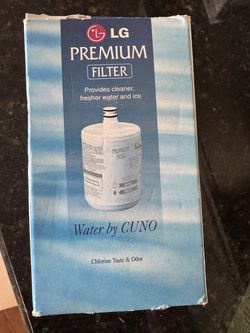 LG
PREMIUM
FILTER
Provides cleaner,
fresher water and ice
Water by CUNO
Chlorine Taste & Odor